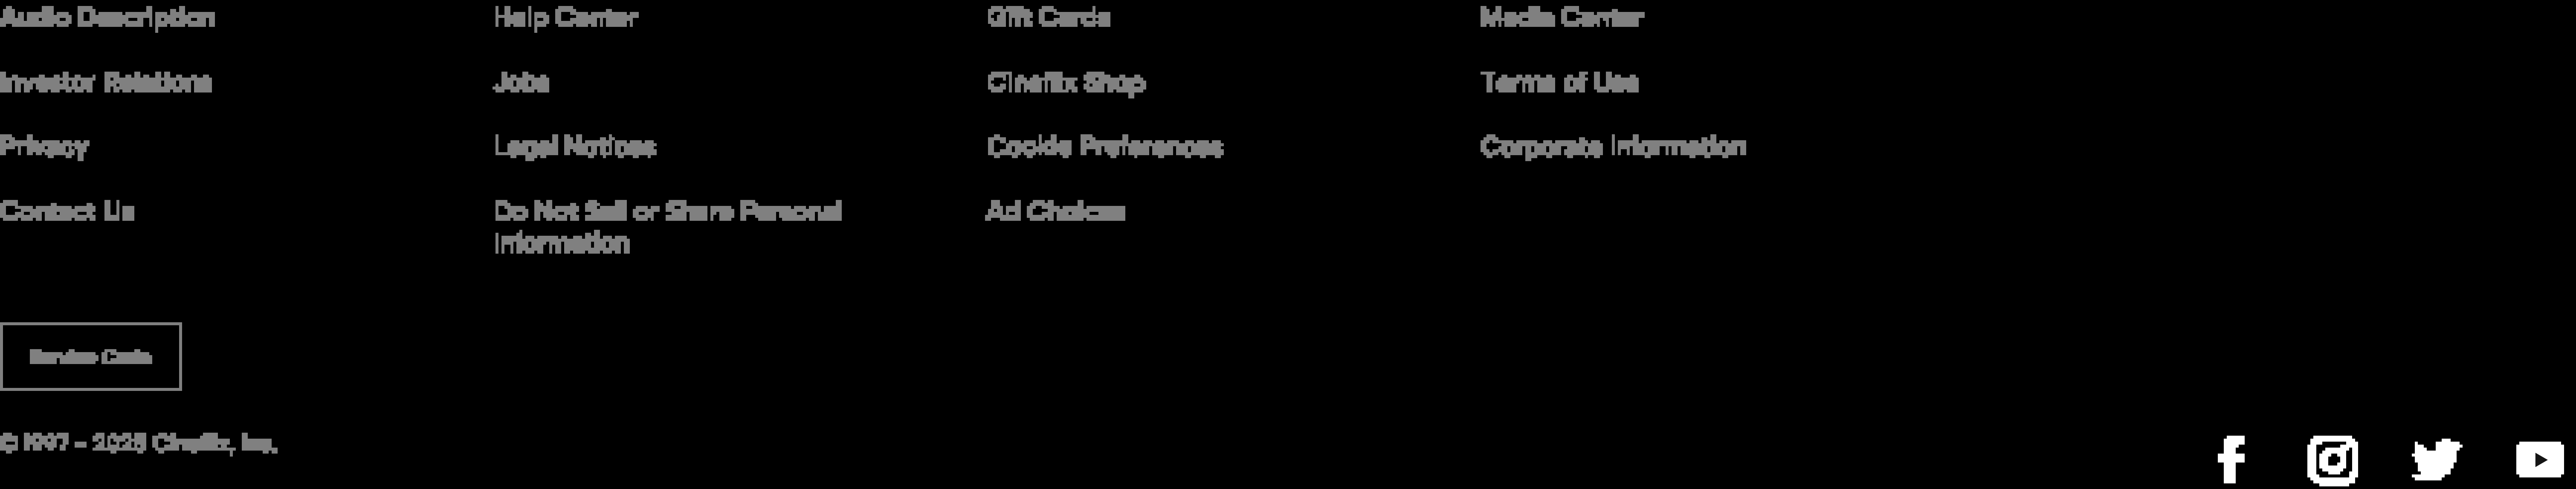 Audio Description
Help Center
Gift Cards
Media Center
Investor Relations
Jobs
Cineflix Shop
Terms of Use
Privacy
Legal Notices
Cookie Preferences
Corporate Information
Contact Us
Do Not Sell or Share Personal
Information
Ad Choices
Service Code
© 1997 – 2025 Cineflix, Inc.